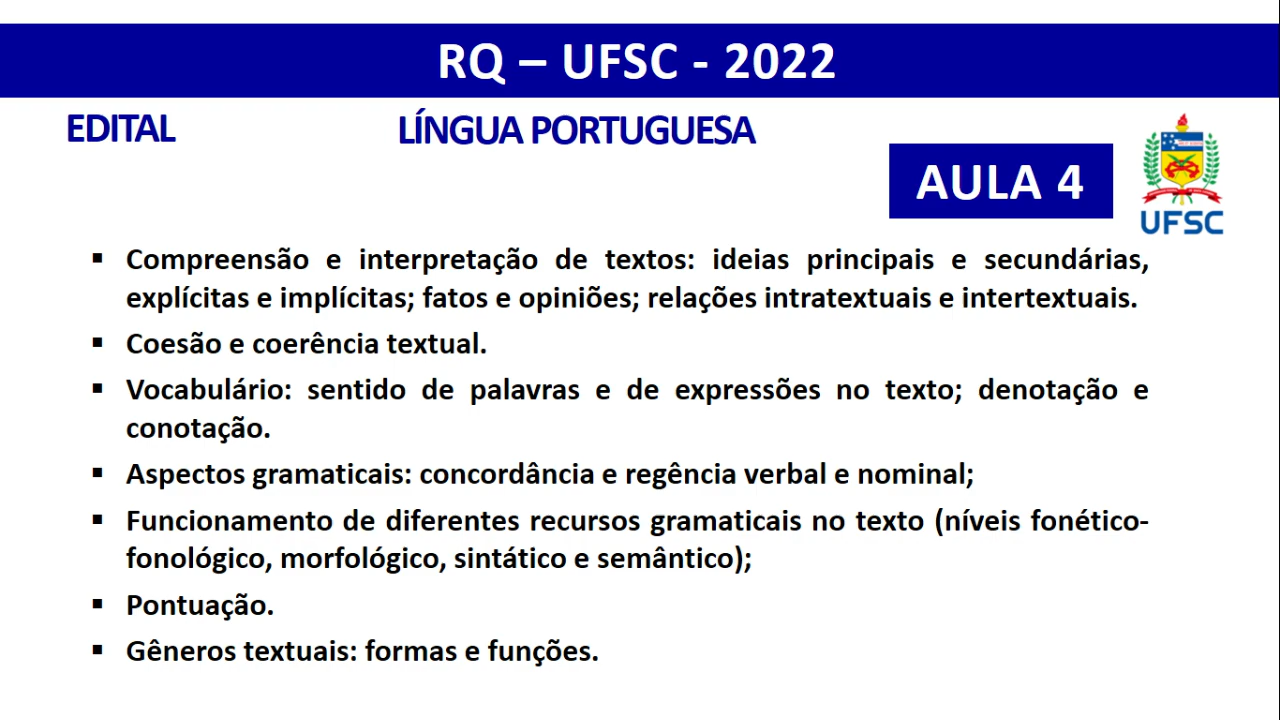 RQ – UFSC - 2022
EDITAL
LÍNGUA PORTUGUESA
AULA 4
UFSC
▪ Compreensão e interpretação de textos: ideias principais e secundárias,
explícitas e implícitas; fatos e opiniões; relações intratextuais e intertextuais.
▪ Coesão e coerência textual.
▪ Vocabulário: sentido de palavras e de expressões no texto; denotação e
conotação.
▪ Aspectos gramaticais: concordância e regência verbal e nominal;
▪ Funcionamento de diferentes recursos gramaticais no texto (níveis fonético-
fonológico, morfológico, sintático e semântico);
▪ Pontuação.
▪ Gêneros textuais: formas e funções.